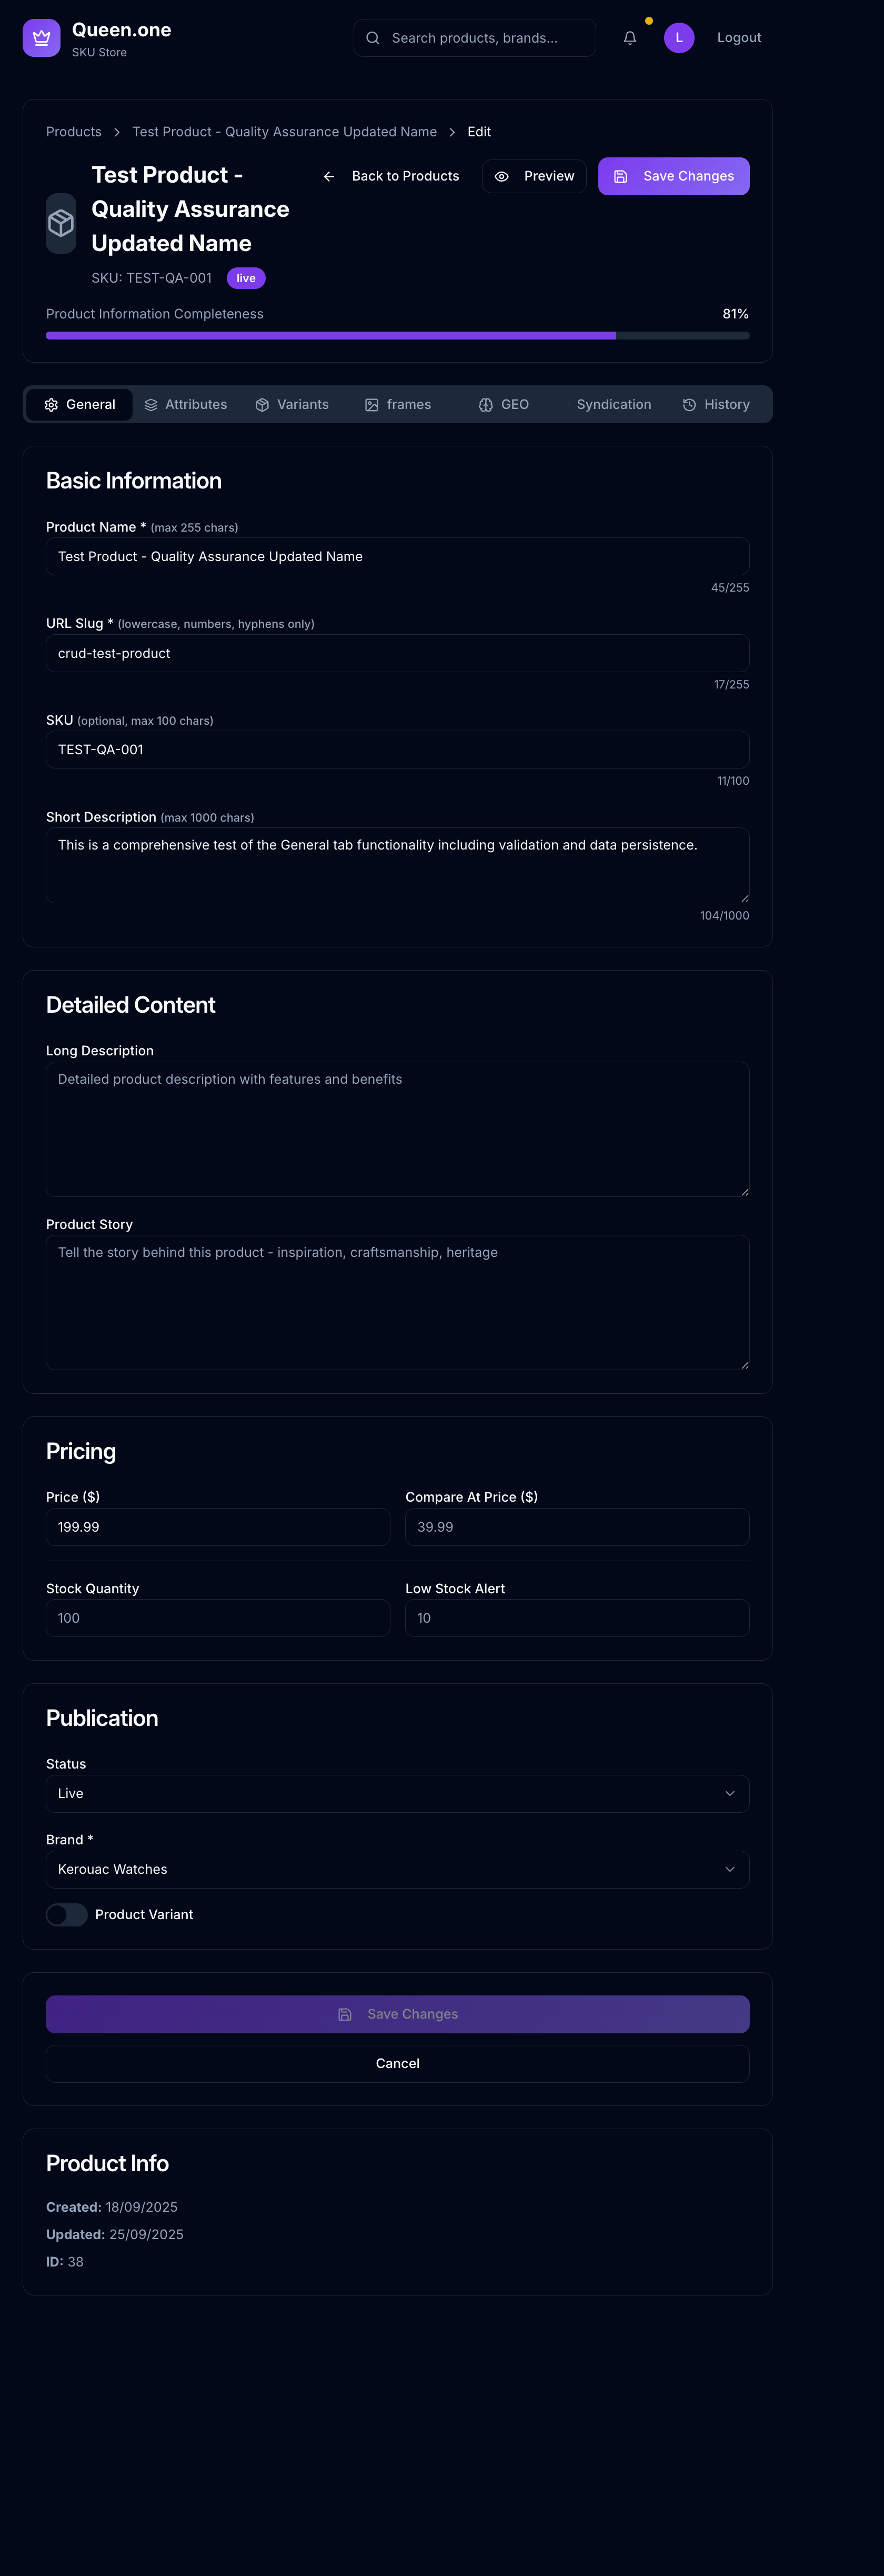 Queen.one
SKU Store
Search products, brands...
L
Logout
Products > Test Product - Quality Assurance Updated Name > Edit
Test Product -
Quality Assurance
Updated Name
Back to Products
Preview
Save Changes
SKU: TEST-QA-001
live
Product Information Completeness
81%
General
Attributes
Variants
frames
GEO
Syndication
History
Basic Information
Product Name * (max 255 chars)
Test Product - Quality Assurance Updated Name
45/255
URL Slug * (lowercase, numbers, hyphens only)
crud-test-product
17/255
SKU (optional, max 100 chars)
TEST-QA-001
11/100
Short Description (max 1000 chars)
This is a comprehensive test of the General tab functionality including validation and data persistence.
104/1000
Detailed Content
Long Description
Detailed product description with features and benefits
Product Story
Tell the story behind this product - inspiration, craftsmanship, heritage
Pricing
Price ($)
Compare At Price ($)
199.99
39.99
Stock Quantity
Low Stock Alert
100
10
Publication
Status
Live
Brand *
Kerouac Watches
Product Variant
Save Changes
Cancel
Product Info
Created: 18/09/2025
Updated: 25/09/2025
ID: 38